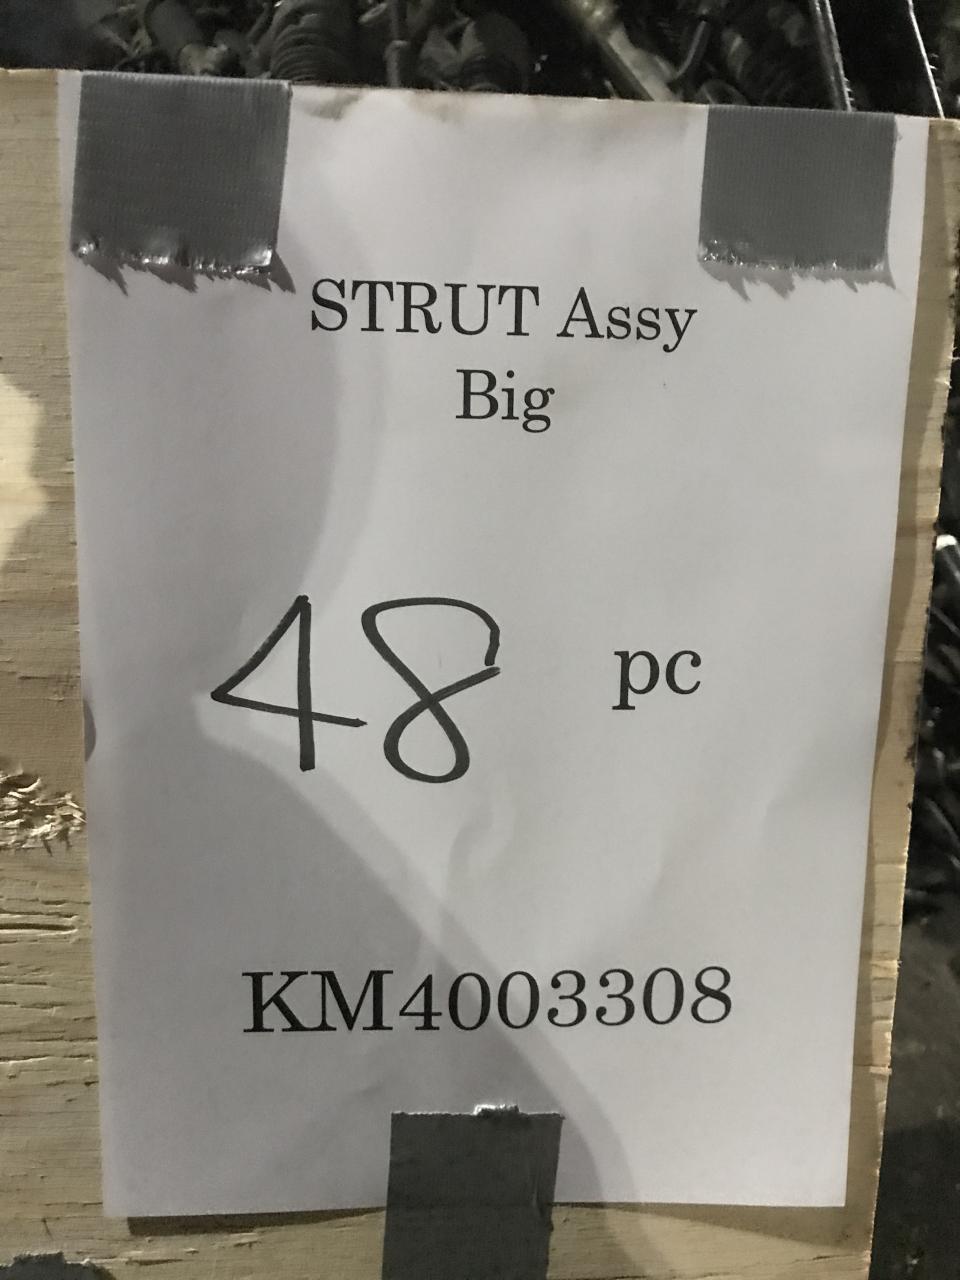 STRUT Assy
Big
48 pc
KM4003308